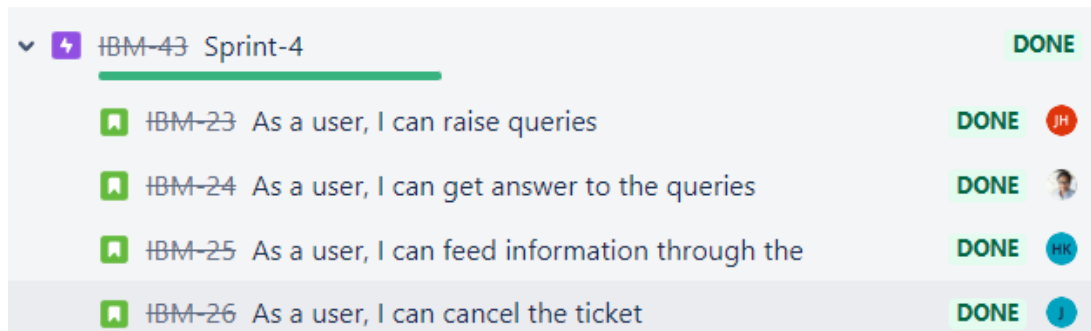 IBM-43 Sprint-4 DONE
IBM-23 As a user, I can raise queries DONE JH
IBM-24 As a user, I can get answer to the queries DONE
IBM-25 As a user, I can feed information through the DONE HK
IBM-26 As a user, I can cancel the ticket DONE J